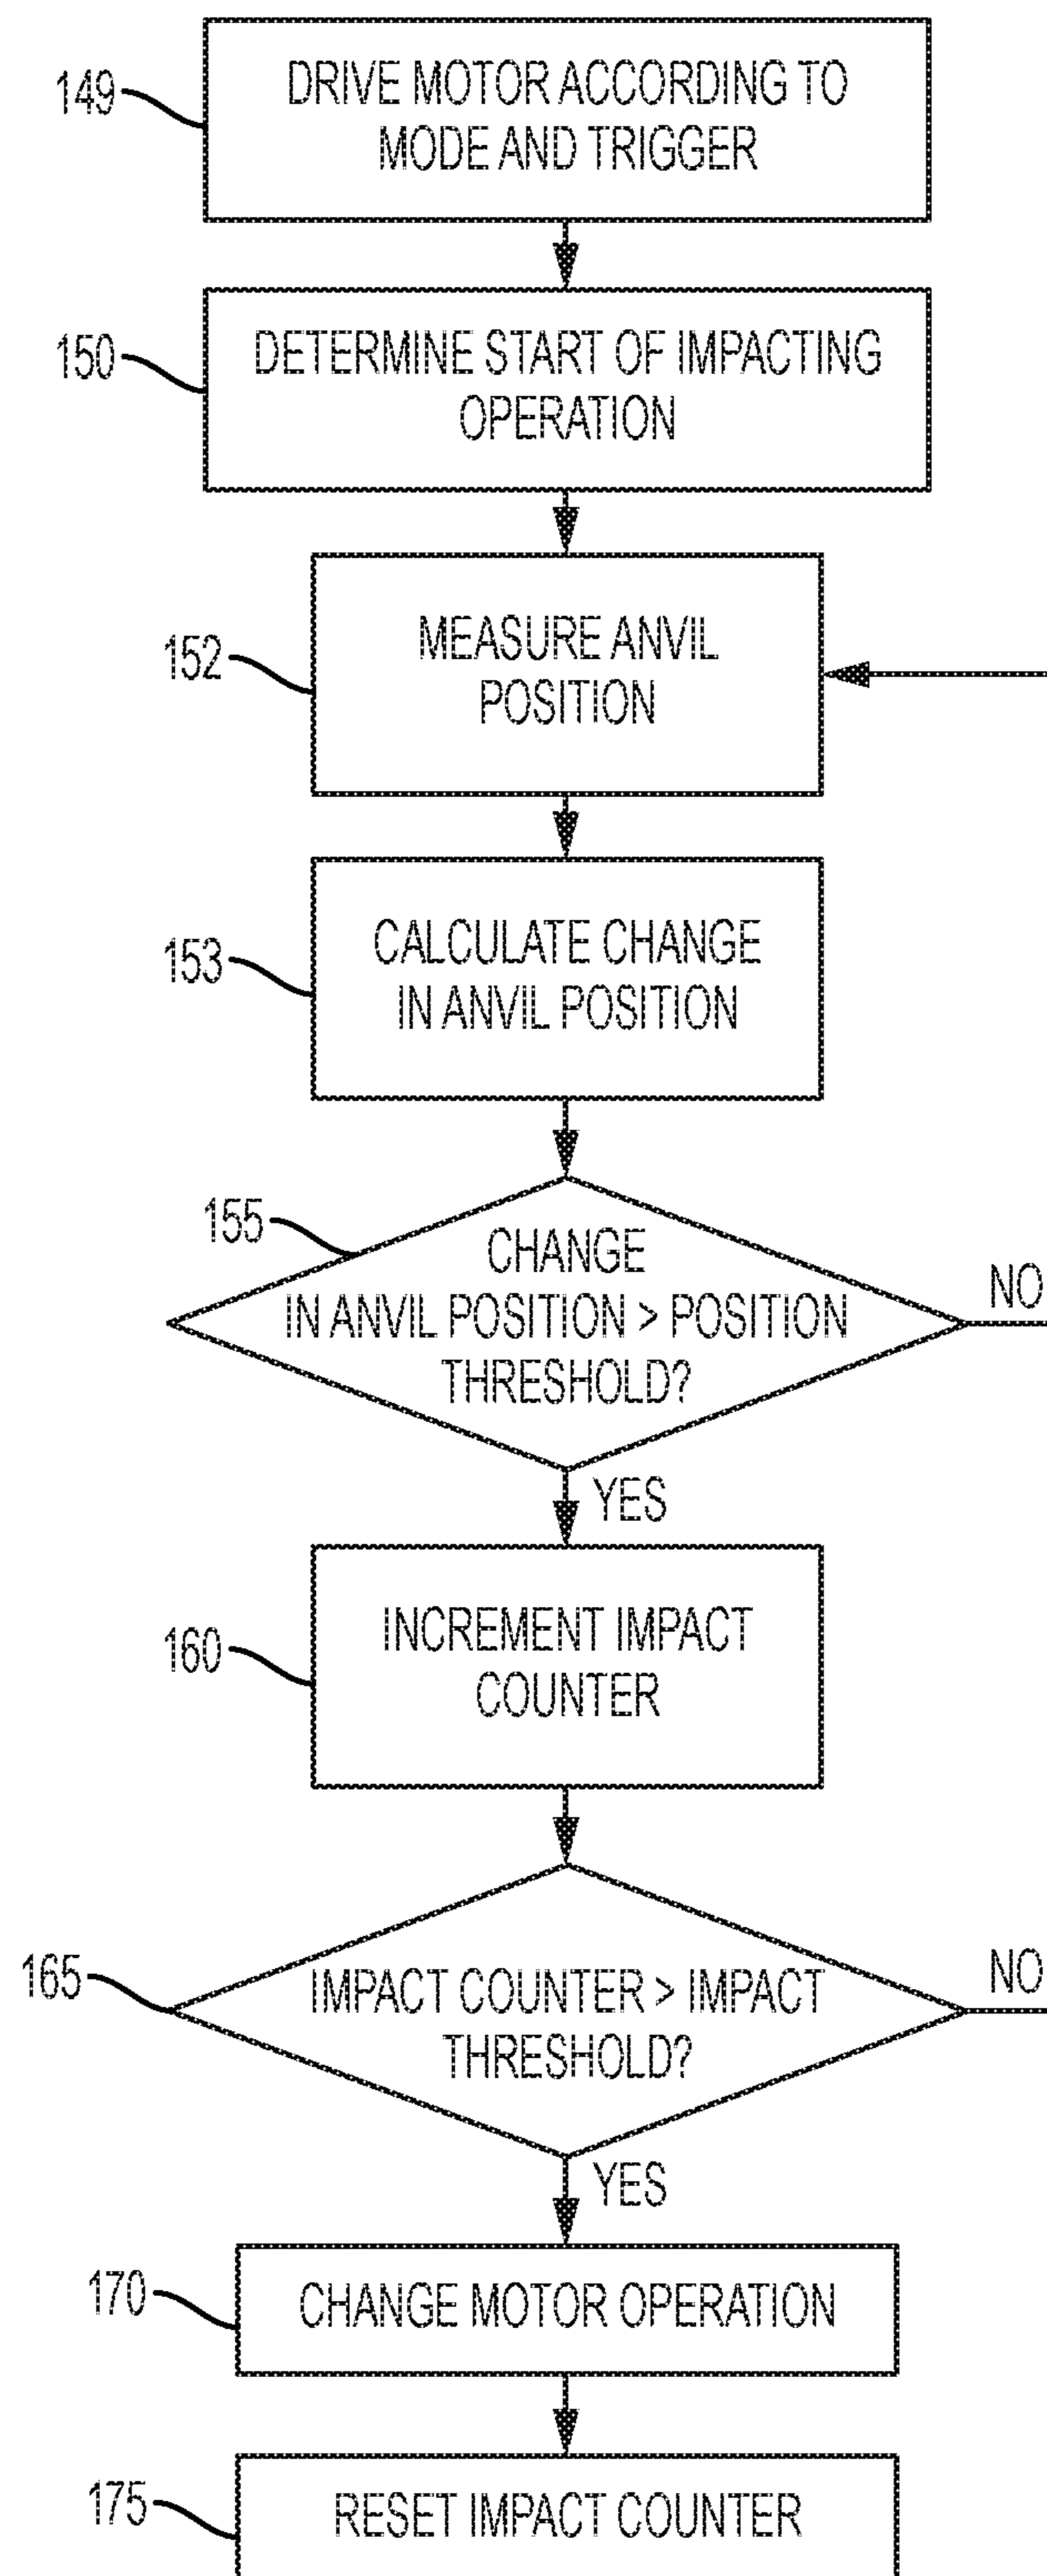 149
DRIVE MOTOR ACCORDING TO
MODE AND TRIGGER
150
DETERMINE START OF IMPACTING
OPERATION
152
MEASURE ANVIL
POSITION
153
CALCULATE CHANGE
IN ANVIL POSITION
155
CHANGE
IN ANVIL POSITION > POSITION
THRESHOLD?
NO
YES
160
INCREMENT IMPACT
COUNTER
165
IMPACT COUNTER > IMPACT
THRESHOLD?
NO
YES
170
CHANGE MOTOR OPERATION
175
RESET IMPACT COUNTER